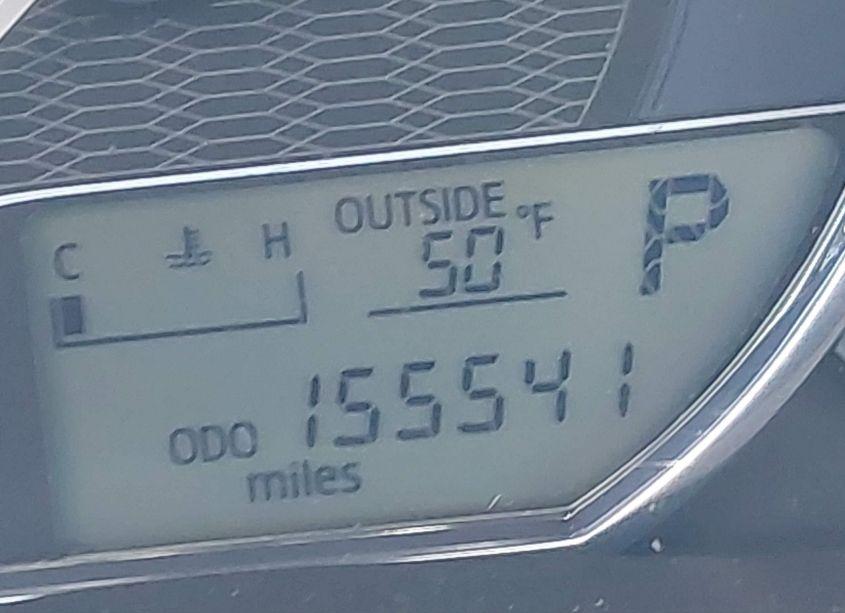 OUTSIDE °F P
C H 50
ODO 155541
miles